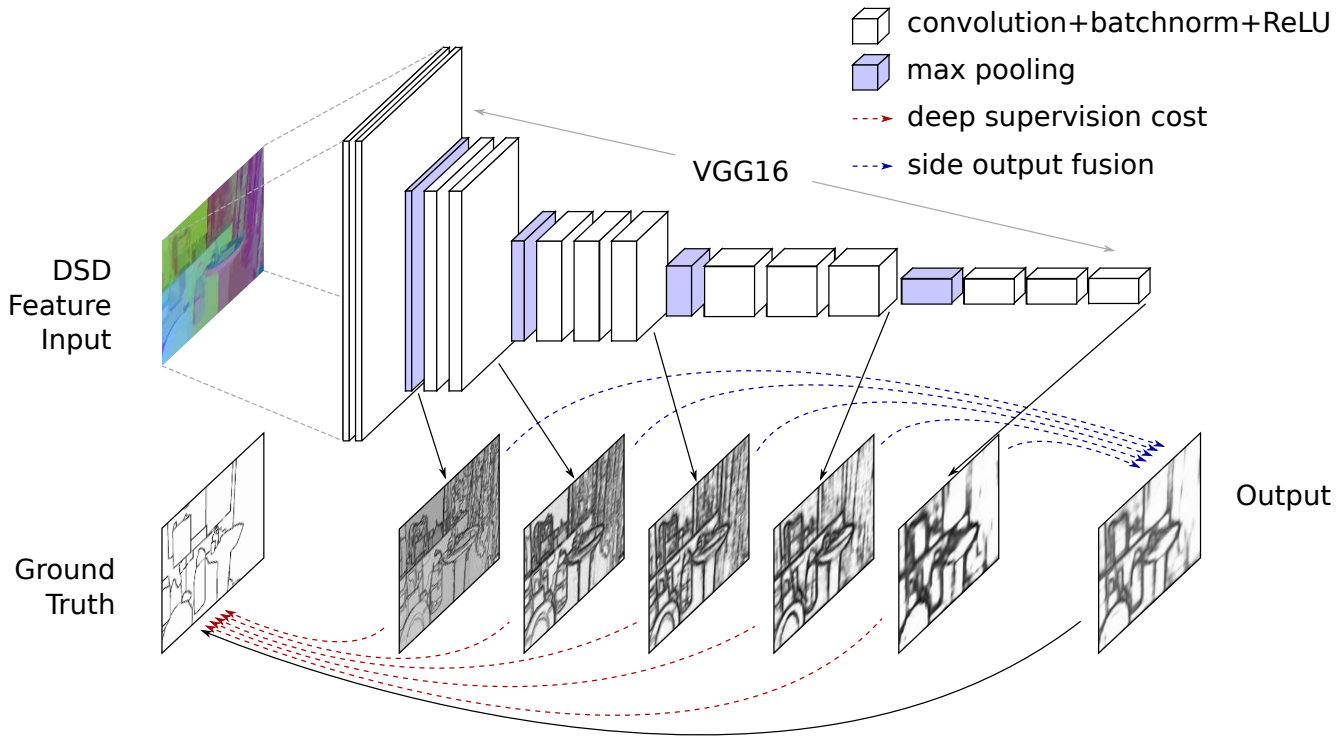 convolution+batchnorm+ReLU
max pooling
deep supervision cost
side output fusion
VGG16
DSD
Feature
Input
Output
Ground
Truth